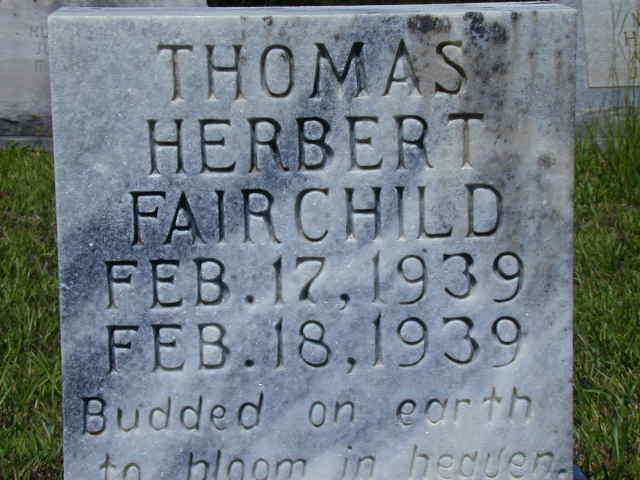 THOMAS
HERBERT
FAIRCHILD
FEB. 17, 1939
FEB. 18, 1939
Budded on earth
to bloom in heaven.